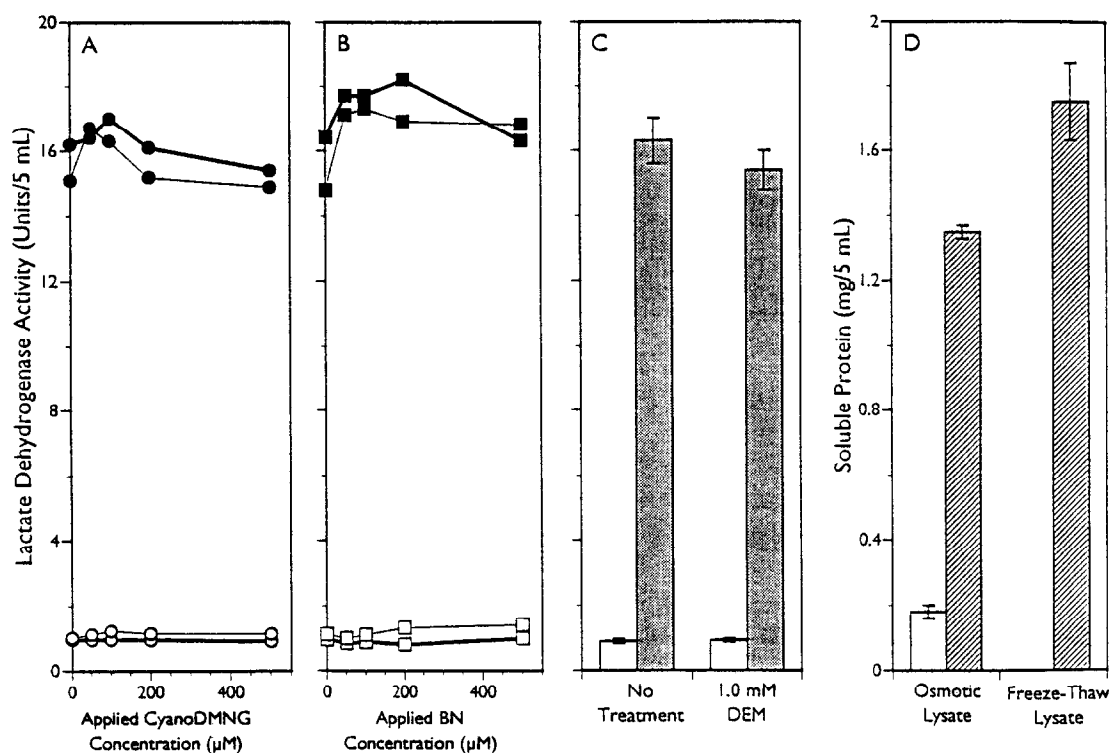 A
B
C
D
Lactate Dehydrogenase Activity (Units/5 mL)
20
16
12
8
4
0
Soluble Protein (mg/5 mL)
2
1.6
1.2
0.8
0.4
0
0 200 400
Applied CyanoDMNG
Concentration (µM)
0 200 400
Applied BN
Concentration (µM)
No
Treatment
1.0 mM
DEM
Osmotic
Lysate
Freeze-Thaw
Lysate